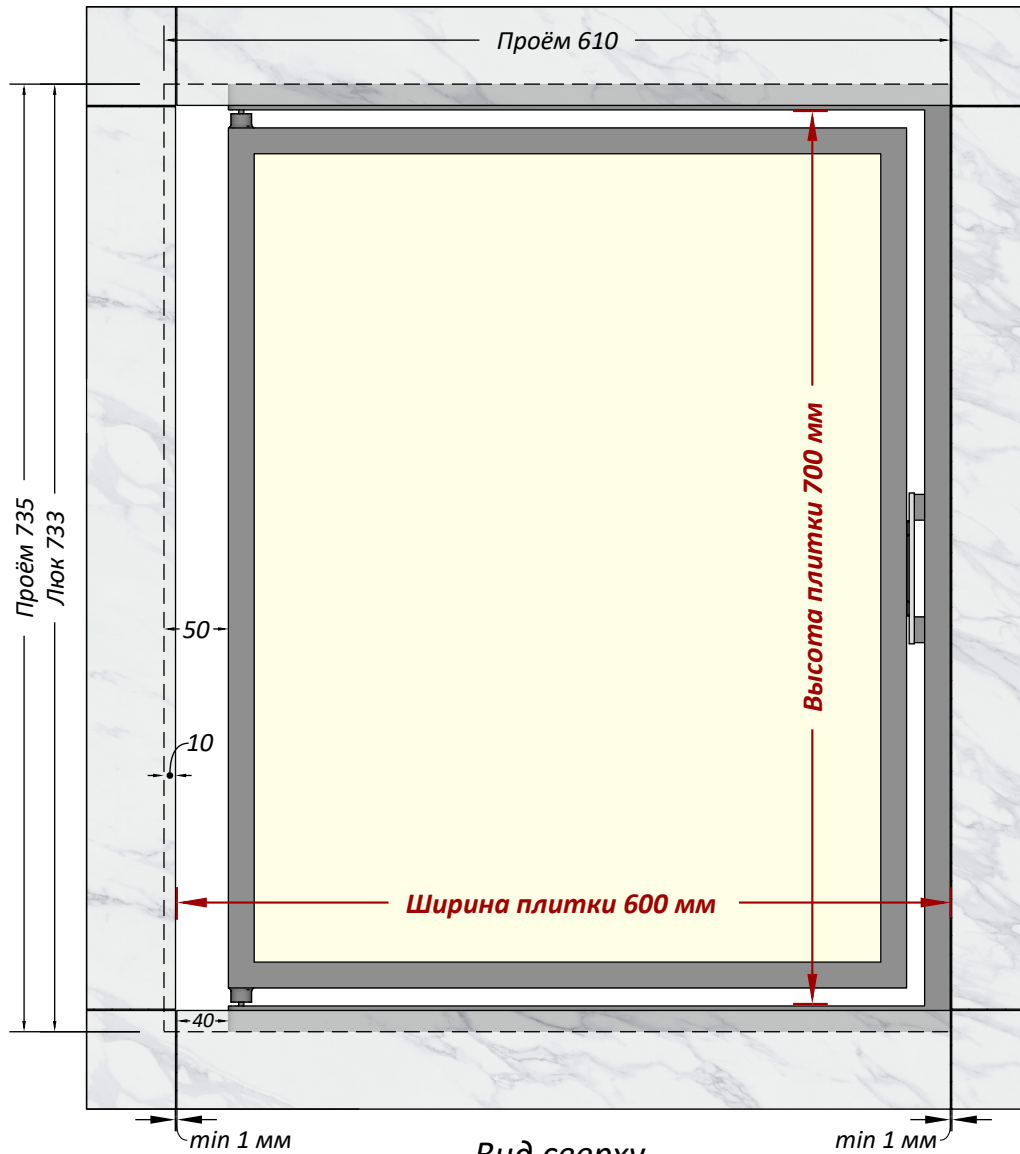 Проём 610
Проём 735
Люк 733
Высота плитки 700 мм
50
10
Ширина плитки 600 мм
40
min 1 мм
Вид сверху
min 1 мм